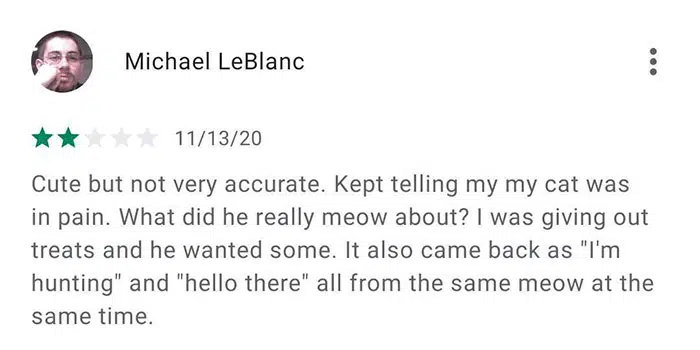 Michael LeBlanc
11/13/20
Cute but not very accurate. Kept telling my my cat was
in pain. What did he really meow about? I was giving out
treats and he wanted some. It also came back as "I'm
hunting" and "hello there" all from the same meow at the
same time.